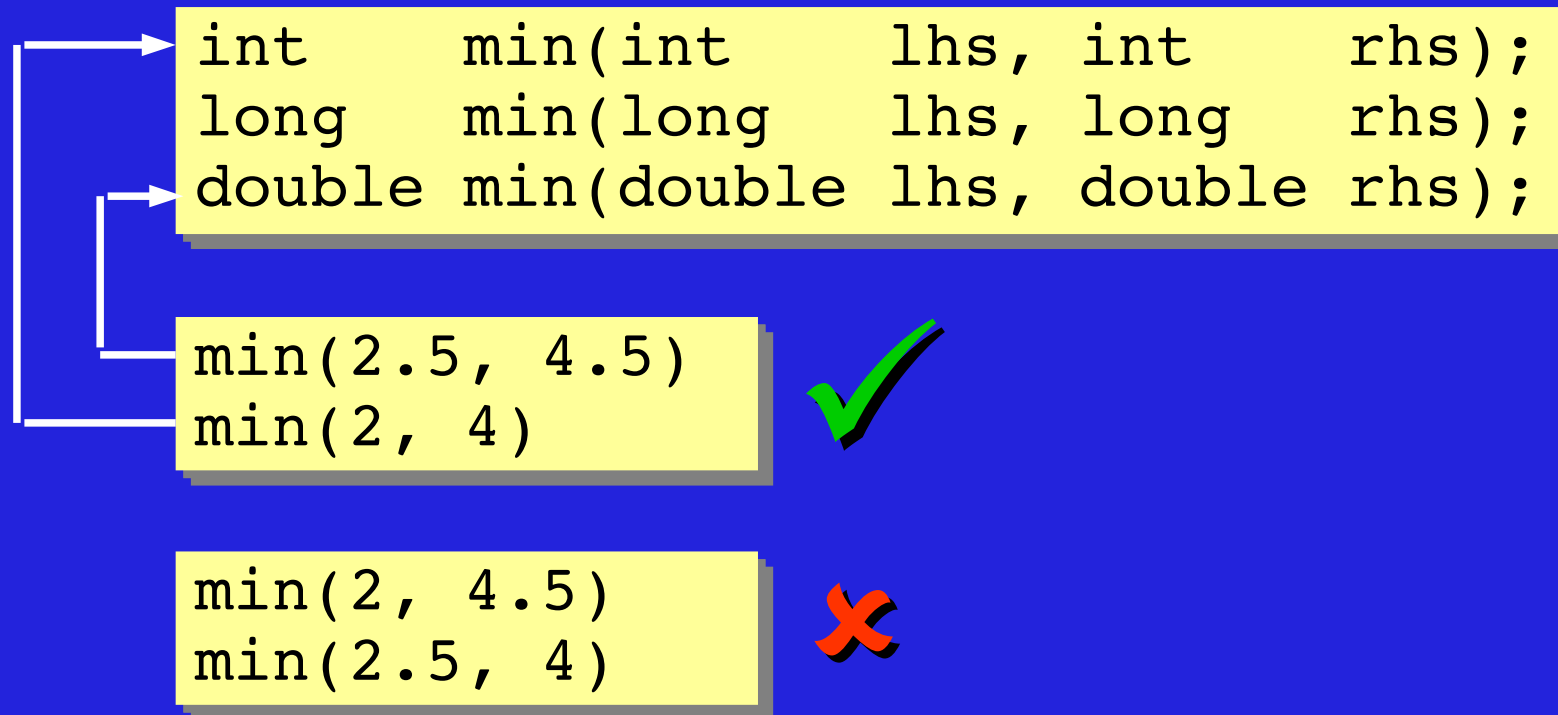 int    min(int    lhs, int    rhs);
long   min(long   lhs, long   rhs);
double min(double lhs, double rhs);
min(2.5, 4.5)
min(2, 4)
min(2, 4.5)
min(2.5, 4)